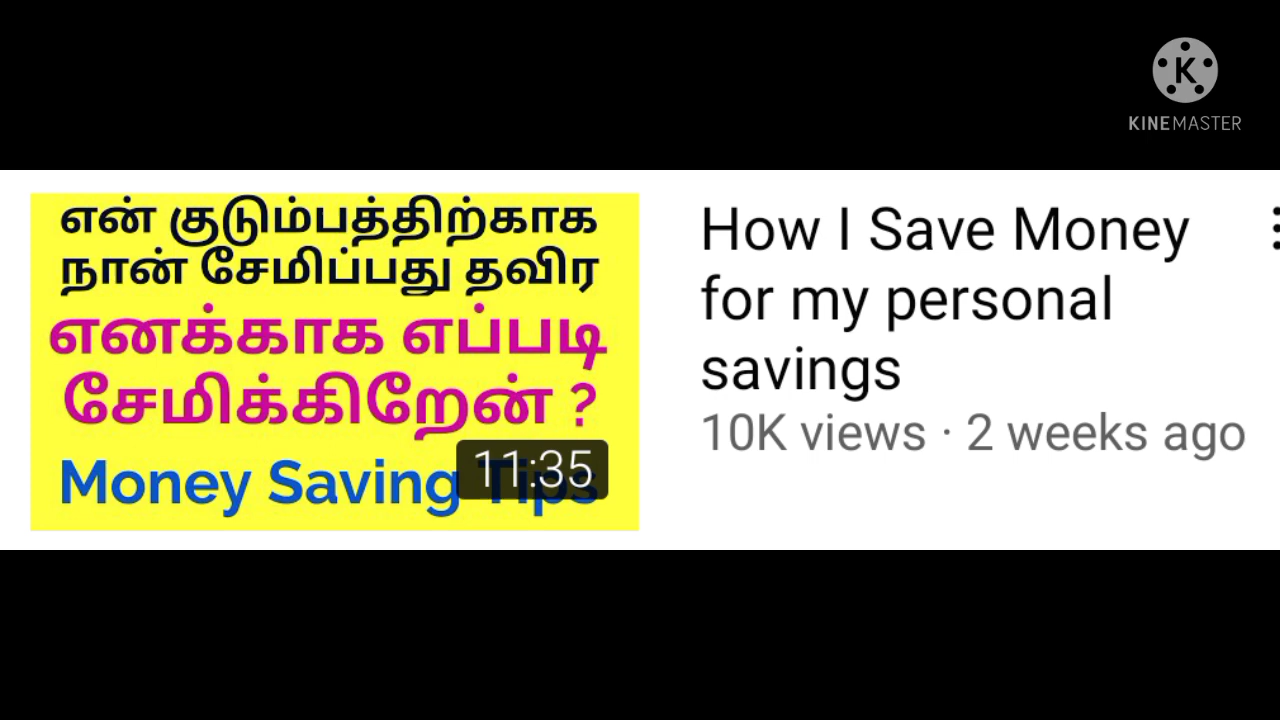 KINEMASTER
என் குடும்பத்திற்காக
நான் சேமிப்பது தவிர
எனக்காக எப்படி
சேமிக்கிறேன் ?
Money Saving Tips
11:35
How I Save Money
for my personal
savings
10K views · 2 weeks ago